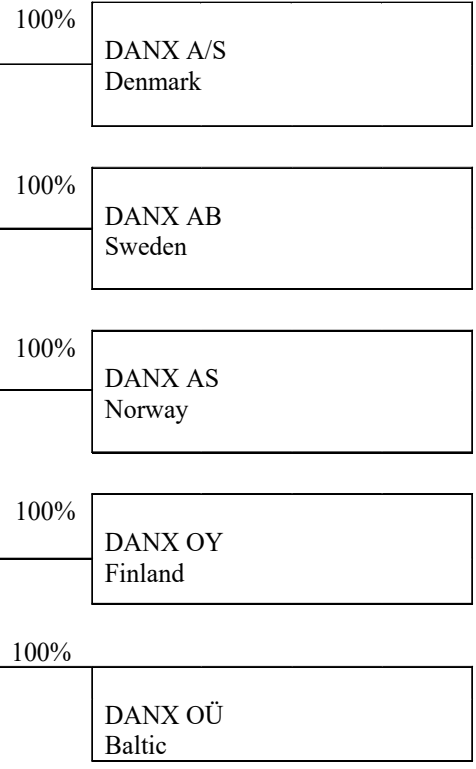 100%
DANX A/S
Denmark
100%
DANX AB
Sweden
100%
DANX AS
Norway
100%
DANX OY
Finland
100%
DANX OÜ
Baltic